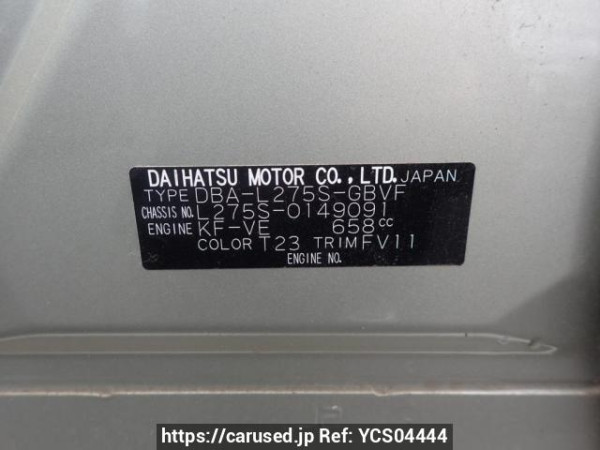 DAIHATSU MOTOR CO., LTD. JAPAN
TYPE DBA-L275S-GBVF
CHASSIS NO. L275S-0149091
ENGINE KF-VE 658cc
COLOR T23 TRIM FV11
ENGINE NO.
https://carused.jp Ref: YCS04444